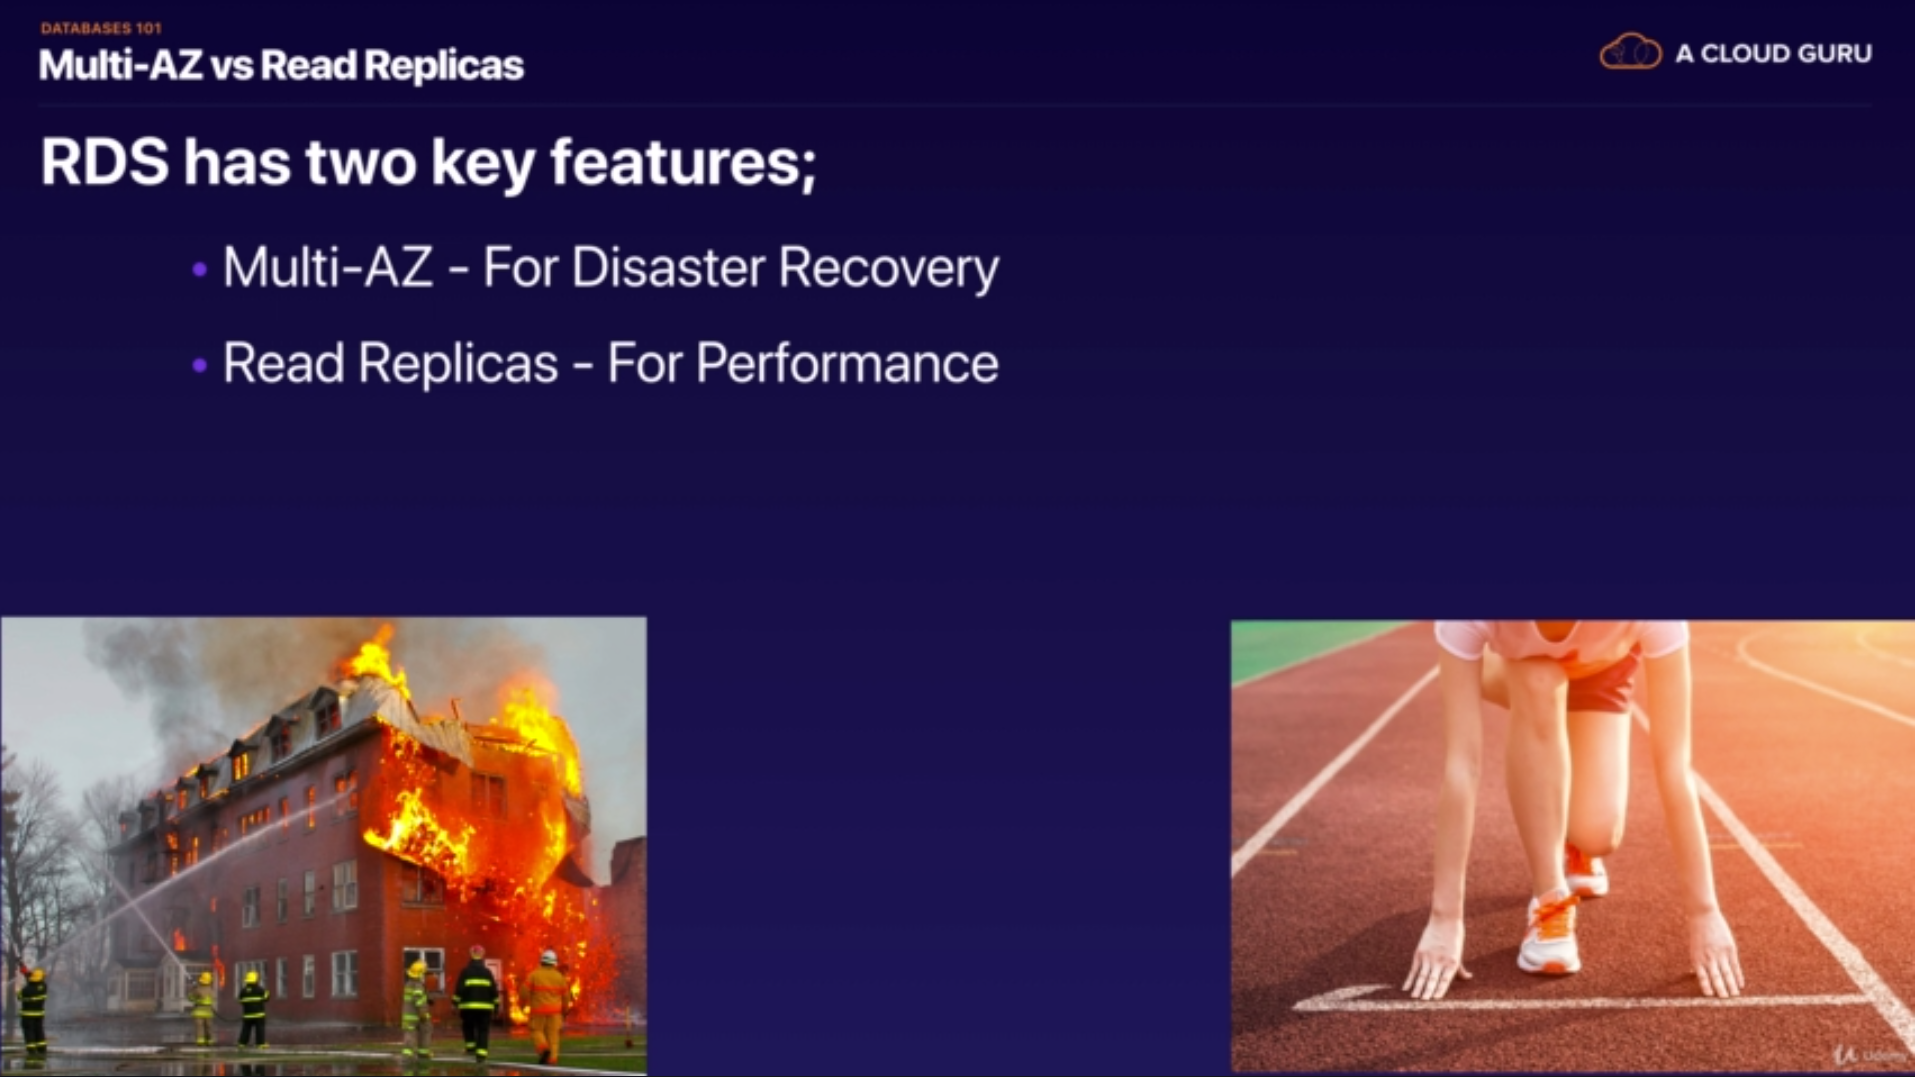 DATABASES 101
Multi-AZ vs Read Replicas
A CLOUD GURU
RDS has two key features;
• Multi-AZ - For Disaster Recovery
• Read Replicas - For Performance
Udemy